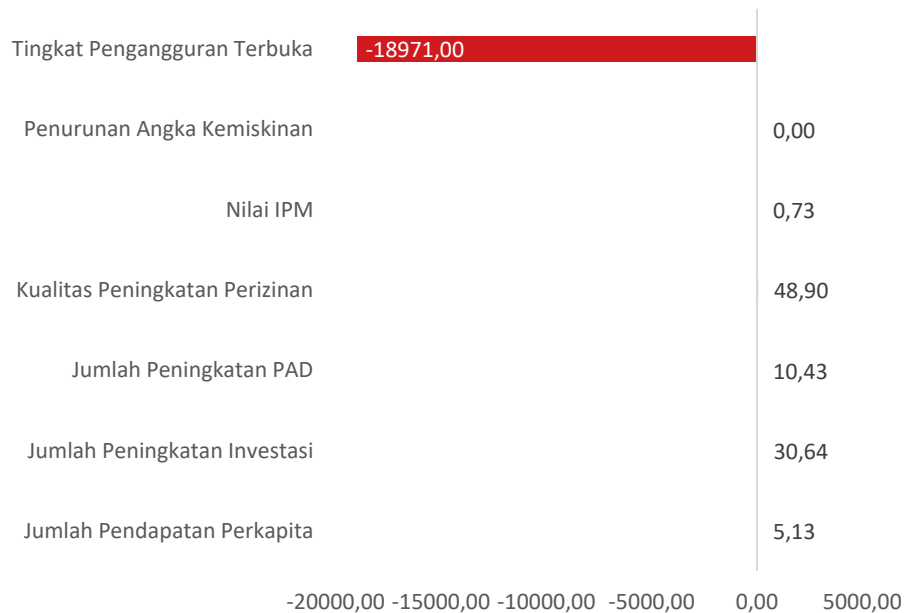 Tingkat Pengangguran Terbuka -18971,00
Penurunan Angka Kemiskinan 0,00
Nilai IPM 0,73
Kualitas Peningkatan Perizinan 48,90
Jumlah Peningkatan PAD 10,43
Jumlah Peningkatan Investasi 30,64
Jumlah Pendapatan Perkapita 5,13
-20000,00 -15000,00 -10000,00 -5000,00 0,00 5000,00